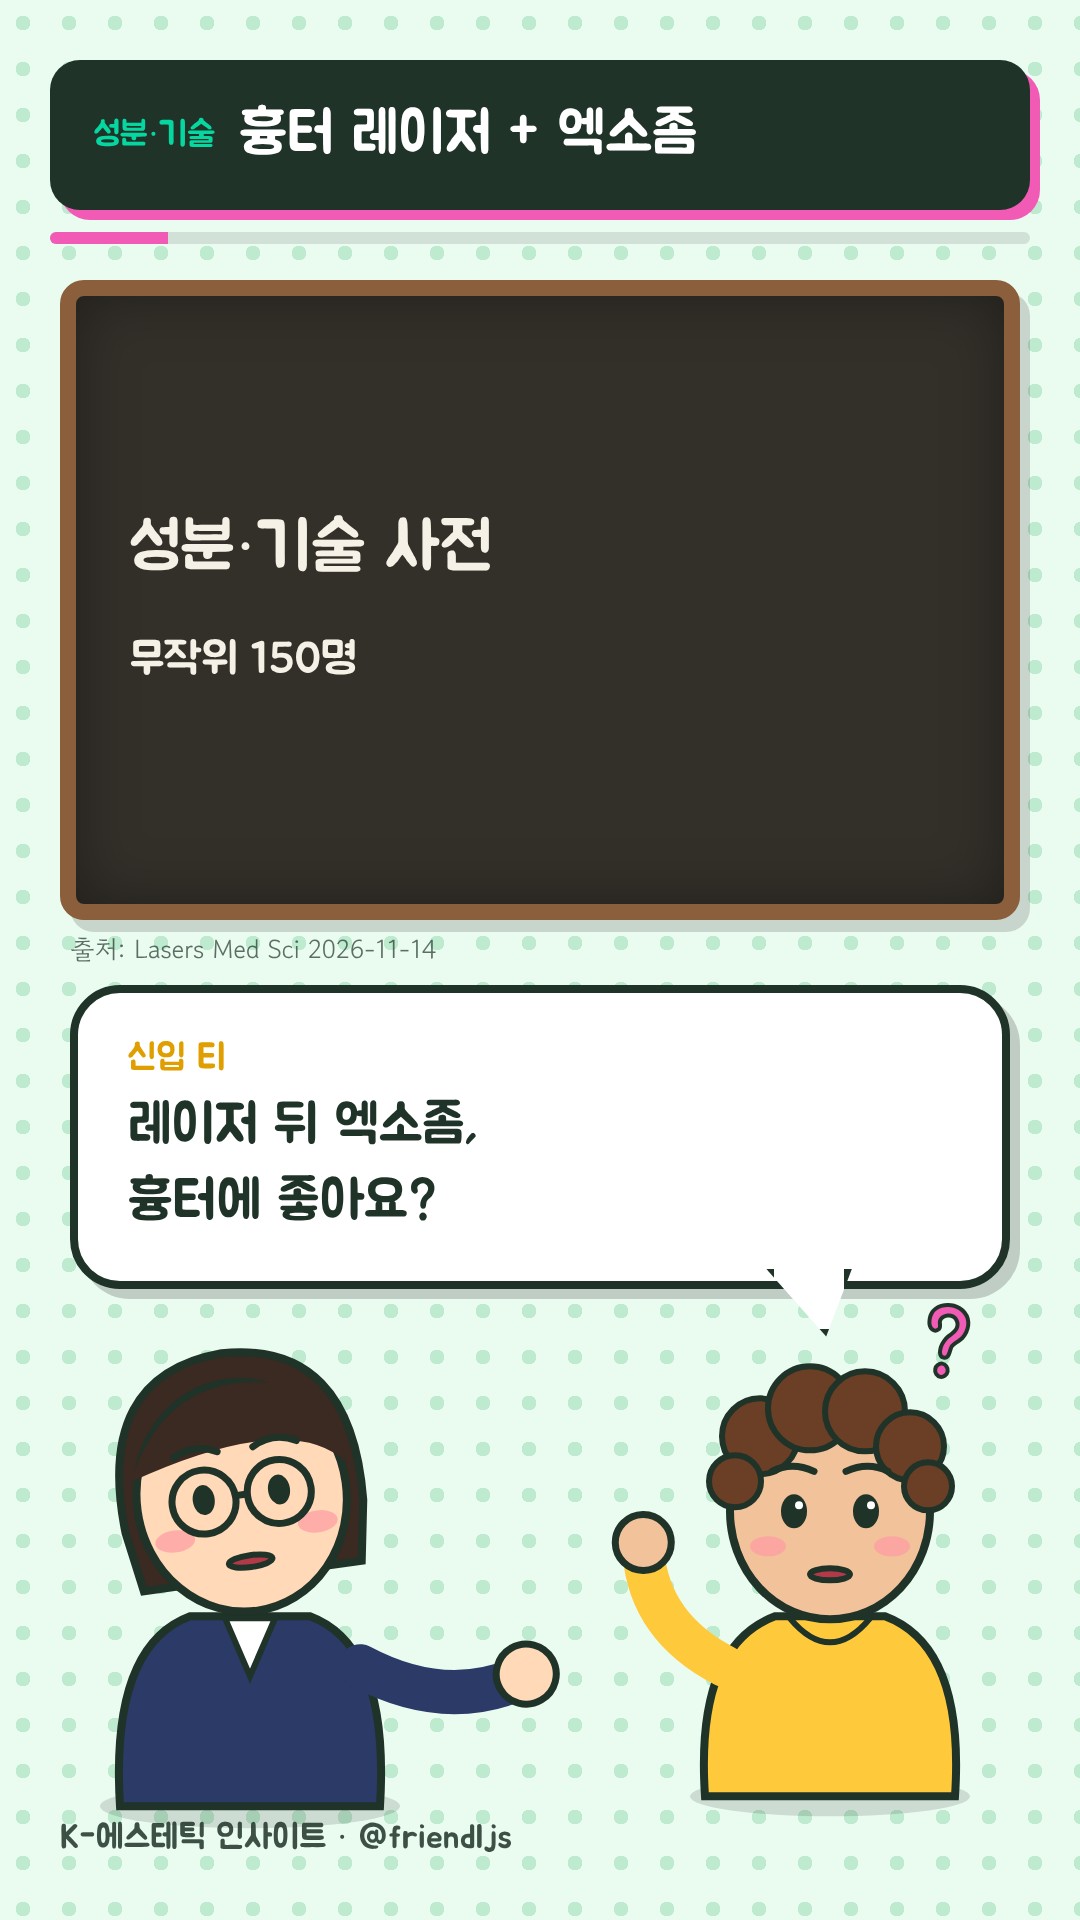 성분·기술 흉터 레이저 + 엑소좀
성분·기술 사전
무작위 150명
출처: Lasers Med Sci 2026-11-14
신입 티
레이저 뒤 엑소좀,
흉터에 좋아요?
?
K-에스테틱 인사이트 · @friendljs